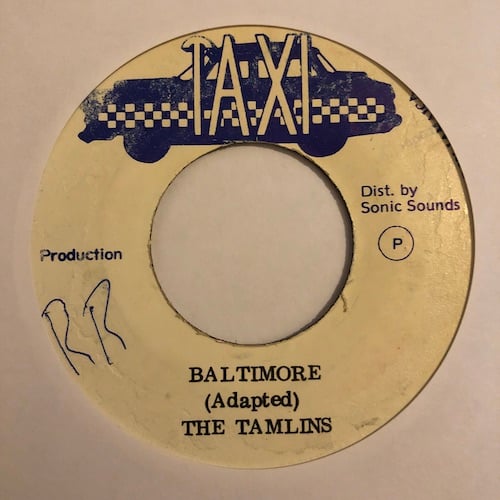 TAXI
Dist. by
Sonic Sounds
P
Production
RR
BALTIMORE
(Adapted)
THE TAMLINS